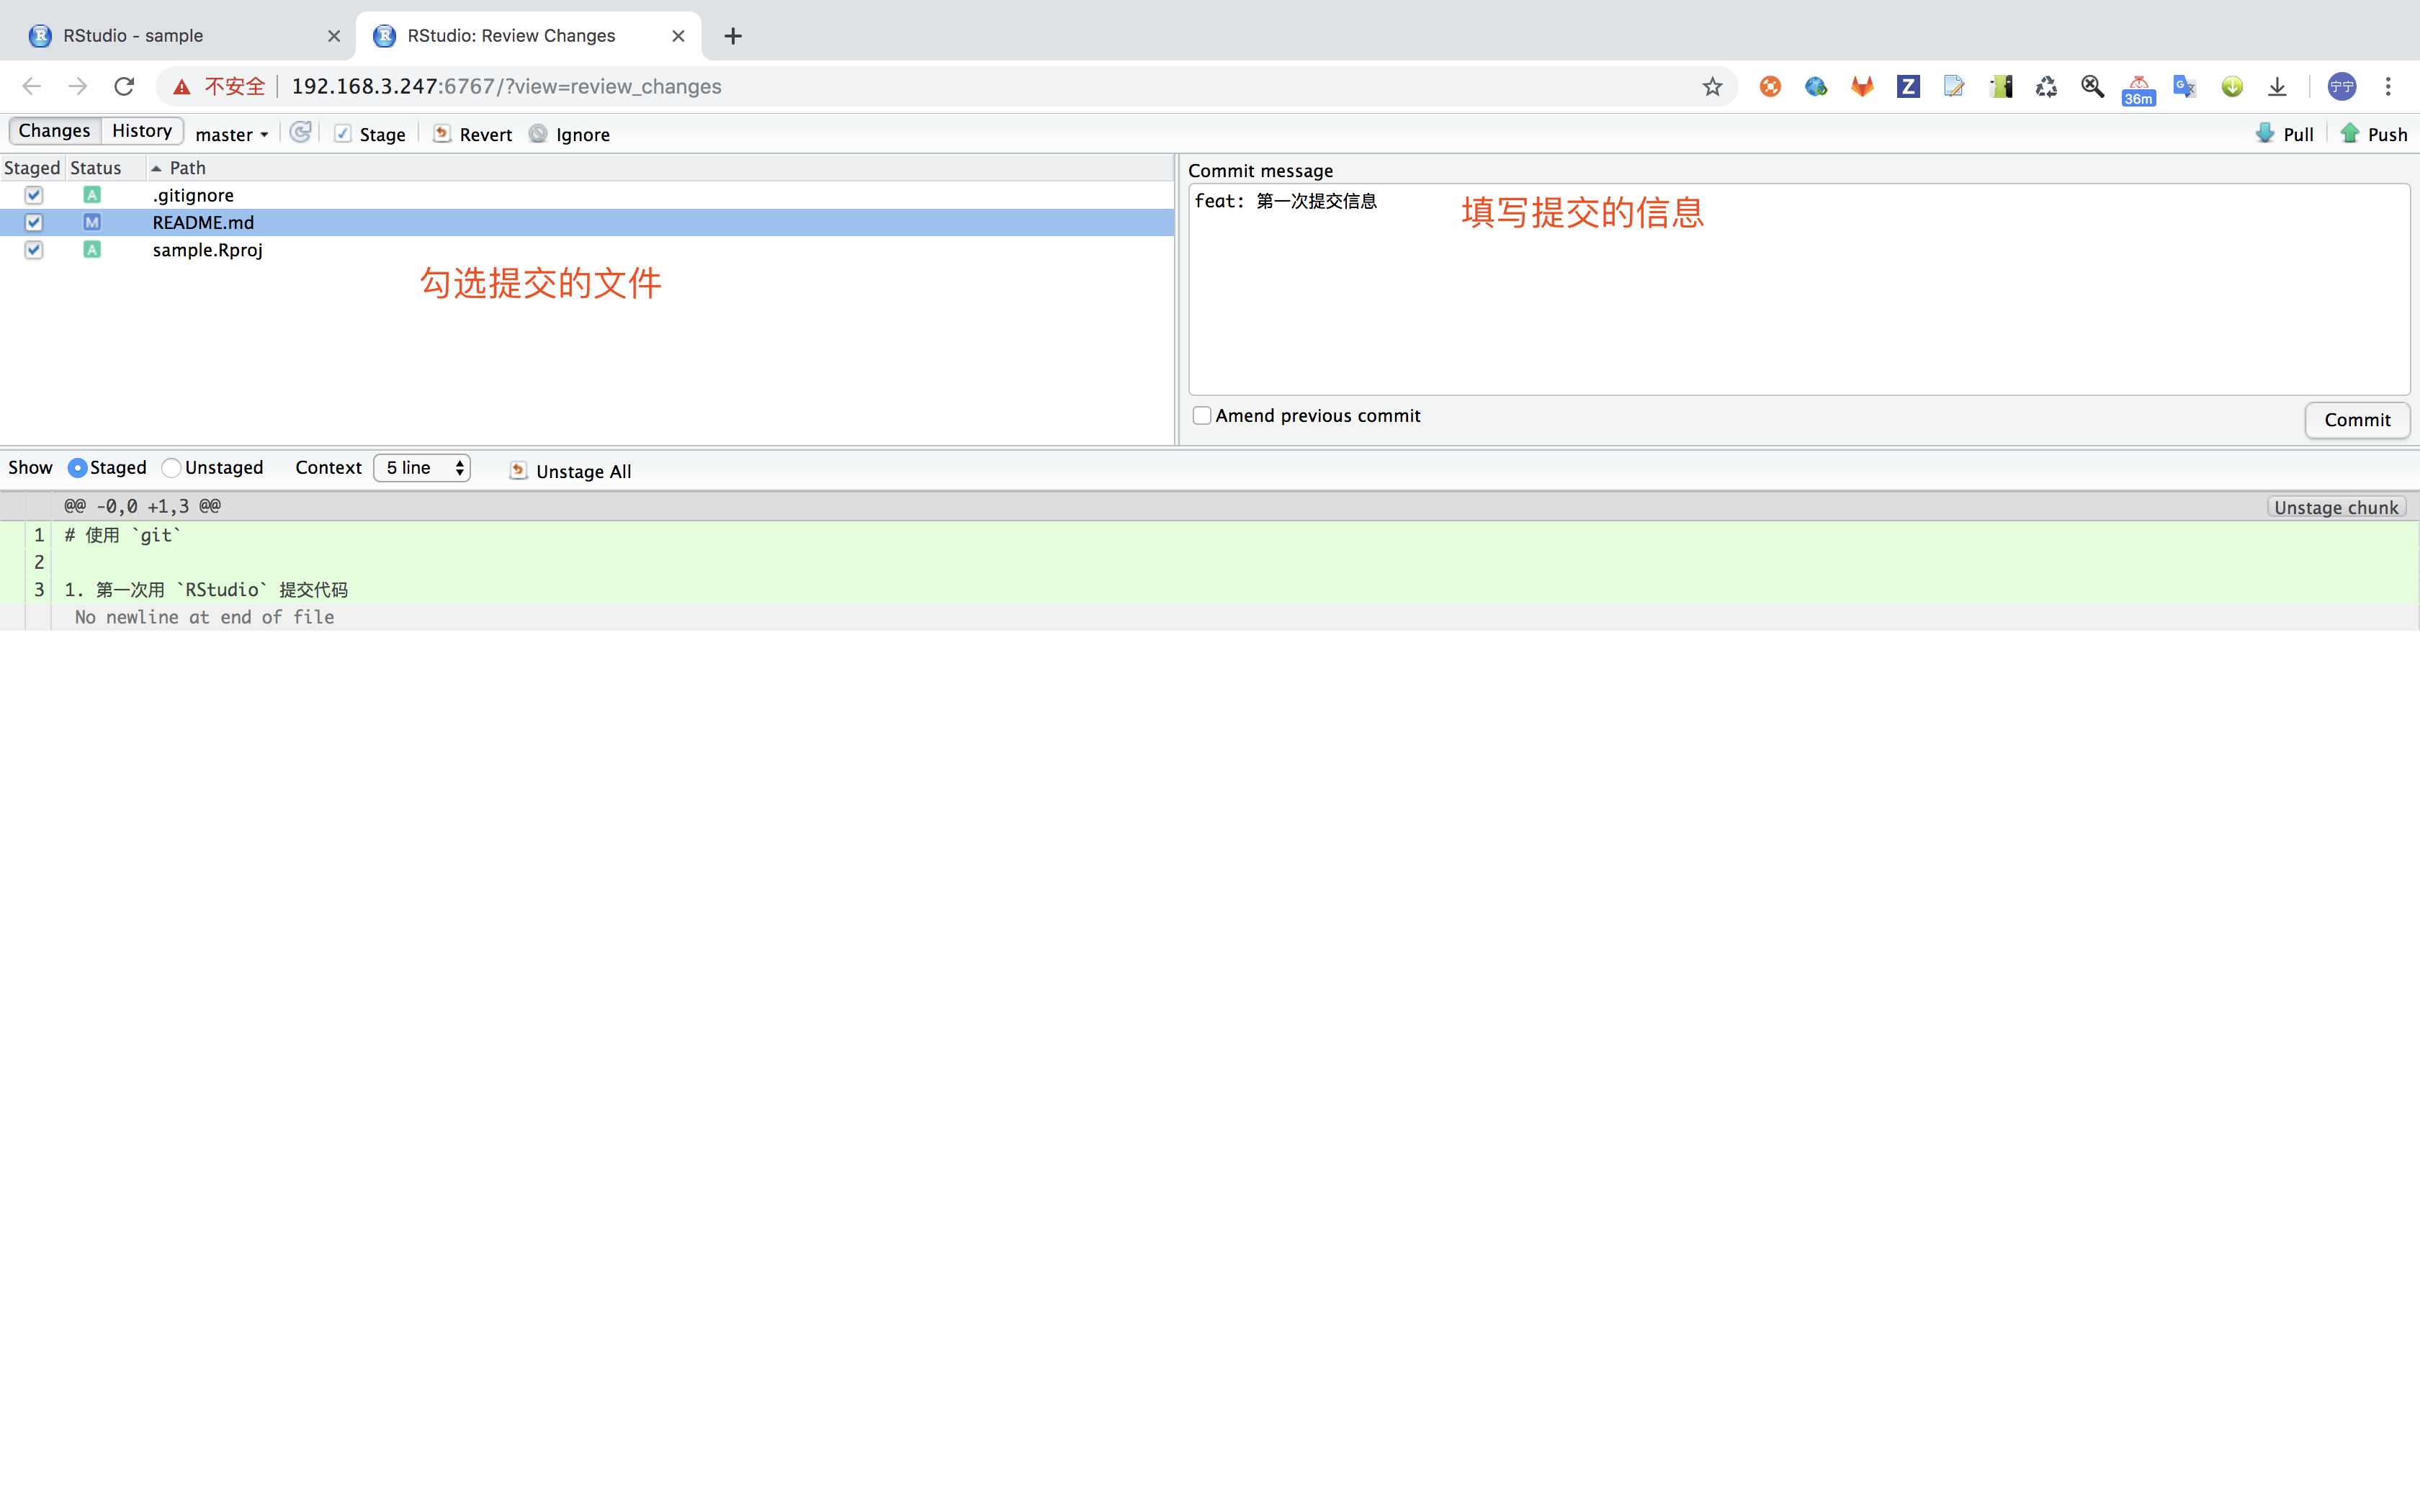 RStudio - sample
RStudio: Review Changes
不安全
192.168.3.247:6767/?view=review_changes
Z
36m
宁宁
Changes
History
master
Stage
Revert
Ignore
Pull
Push
Staged
Status
Path
A
.gitignore
M
README.md
A
sample.Rproj
勾选提交的文件
Commit message
feat: 第一次提交信息
填写提交的信息
Amend previous commit
Commit
Show
Staged
Unstaged
Context
5 line
Unstage All
@@ -0,0 +1,3 @@
Unstage chunk
1 # 使用 `git`
2
3 1. 第一次用 `RStudio` 提交代码
No newline at end of file